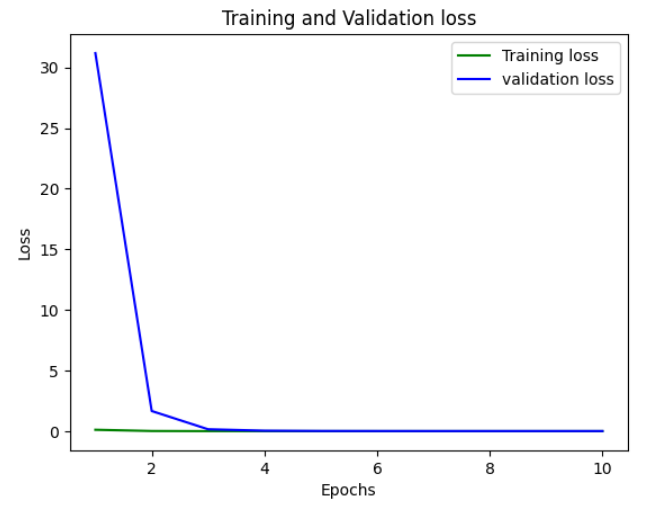 Training and Validation loss
Training loss
validation loss
30
25
20
15
10
5
0
Loss
2 4 6 8 10
Epochs